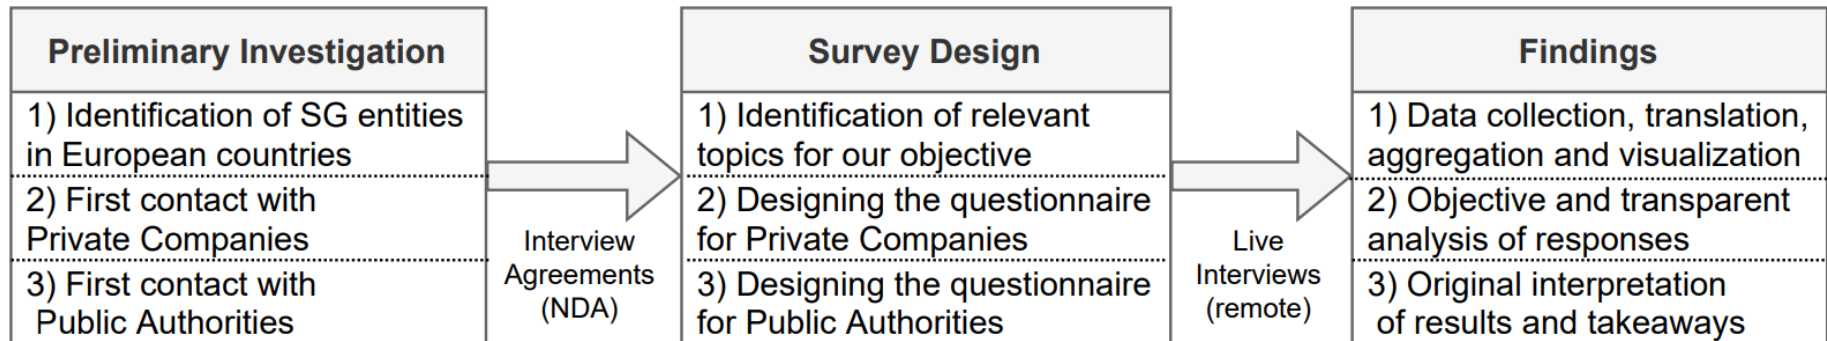 Preliminary Investigation
1) Identification of SG entities
in European countries
2) First contact with
Private Companies
3) First contact with
Public Authorities
Interview
Agreements
(NDA)
Survey Design
1) Identification of relevant
topics for our objective
2) Designing the questionnaire
for Private Companies
3) Designing the questionnaire
for Public Authorities
Live
Interviews
(remote)
Findings
1) Data collection, translation,
aggregation and visualization
2) Objective and transparent
analysis of responses
3) Original interpretation
of results and takeaways